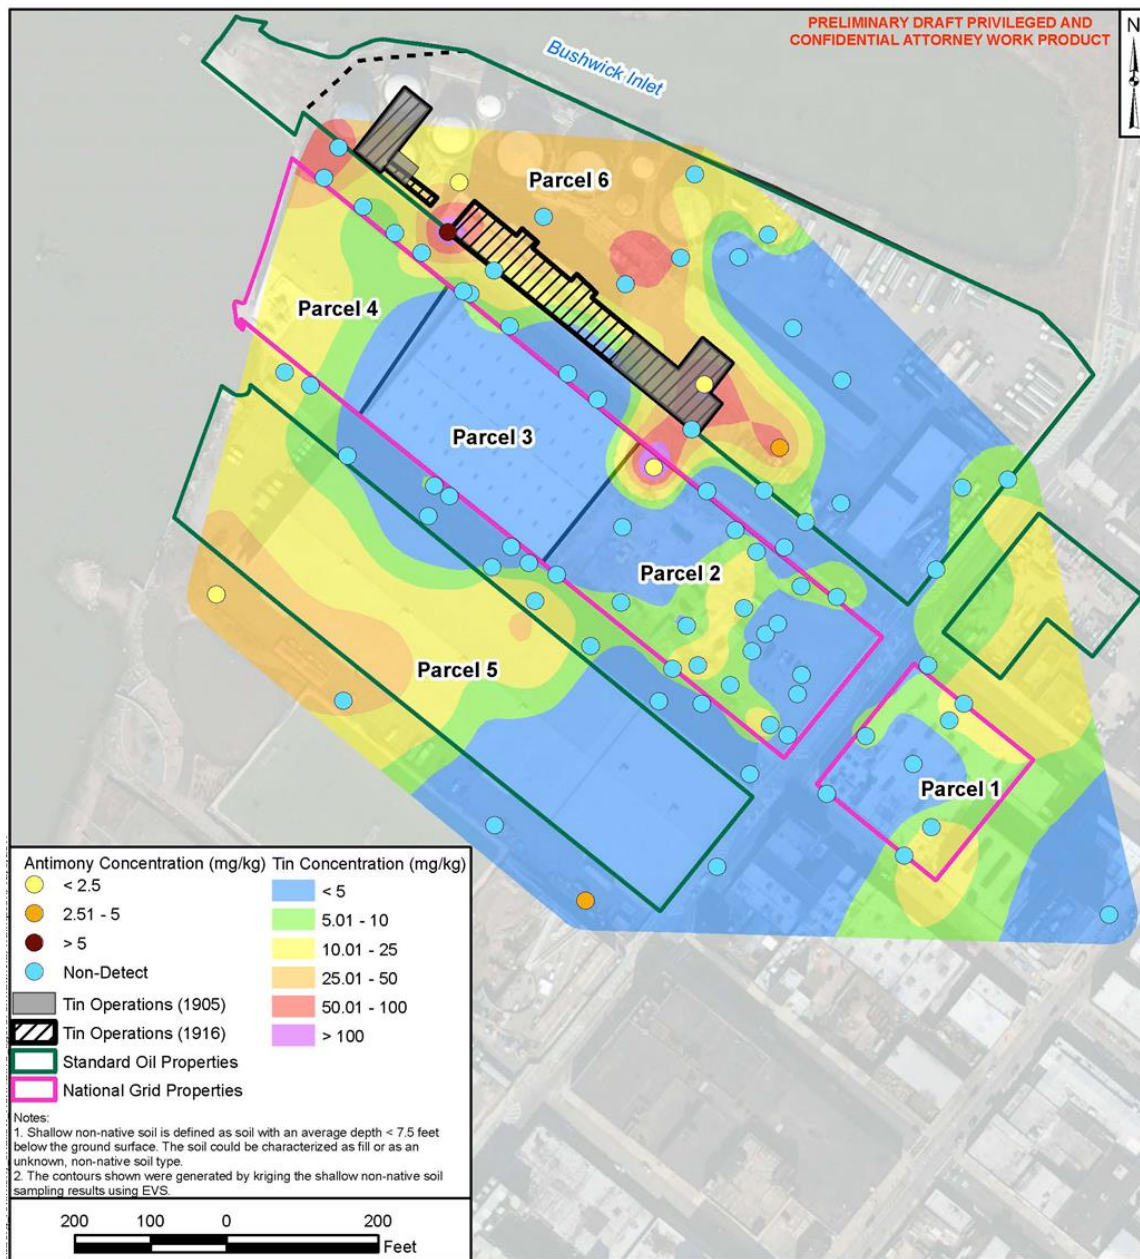 PRELIMINARY DRAFT PRIVILEGED AND
CONFIDENTIAL ATTORNEY WORK PRODUCT
N
Bushwick Inlet
Parcel 6
Parcel 4
Parcel 3
Parcel 2
Parcel 5
Parcel 1
Antimony Concentration (mg/kg)
< 2.5
2.51 - 5
> 5
Non-Detect
Tin Operations (1905)
Tin Operations (1916)
Standard Oil Properties
National Grid Properties
Tin Concentration (mg/kg)
< 5
5.01 - 10
10.01 - 25
25.01 - 50
50.01 - 100
> 100
Notes:
1. Shallow non-native soil is defined as soil with an average depth < 7.5 feet
below the ground surface. The soil could be characterized as fill or as an
unknown, non-native soil type.
2. The contours shown were generated by kriging the shallow non-native soil
sampling results using EVS.
200 100 0 200
Feet